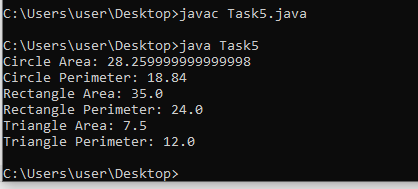 C:\Users\user\Desktop>javac Task5.java
C:\Users\user\Desktop>java Task5
Circle Area: 28.259999999999998
Circle Perimeter: 18.84
Rectangle Area: 35.0
Rectangle Perimeter: 24.0
Triangle Area: 7.5
Triangle Perimeter: 12.0
C:\Users\user\Desktop>